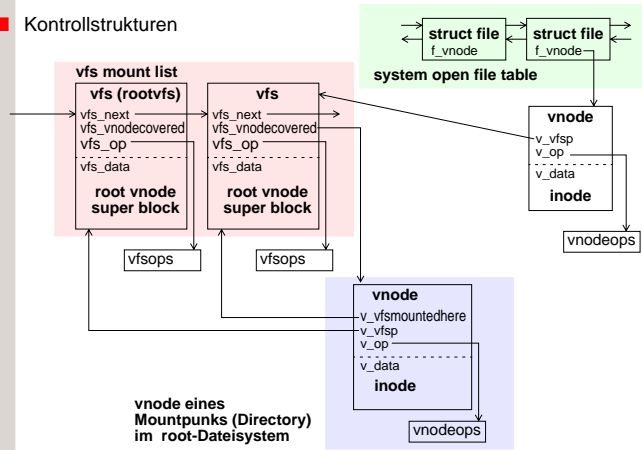 Kontrollstrukturen
struct file
f_vnode
struct file
f_vnode
system open file table
vfs mount list
vfs (rootvfs)
vfs_next
vfs_vnodecovered
vfs_op
vfs_data
root vnode
super block
vfs
vfs_next
vfs_vnodecovered
vfs_op
vfs_data
root vnode
super block
vnode
v_vfsp
v_op
v_data
inode
vnodeops
vfsops
vfsops
vnode
v_vfsmountedhere
v_vfsp
v_op
v_data
inode
vnodeops
vnode eines
Mountpunks (Directory)
im root-Dateisystem